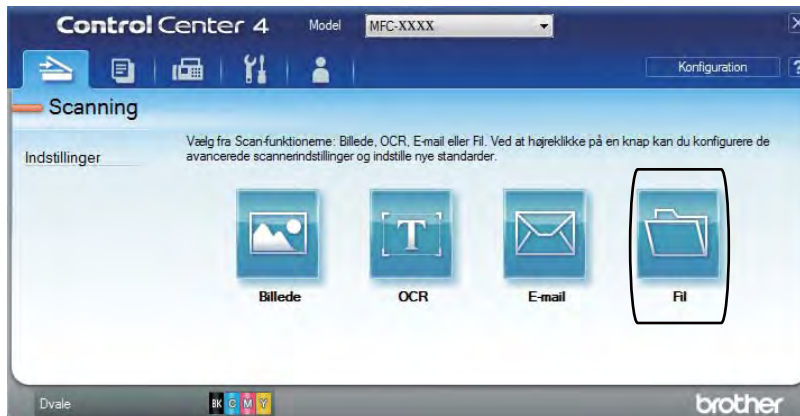 Control Center 4 Model MFC-XXXX
Konfiguration ?
Scanning
Indstillinger
Vælg fra Scan-funktionerne: Billede, OCR, E-mail eller Fil. Ved at højreklikke på en knap kan du konfigurere de
avancerede scannerindstillinger og indstille nye standarder.
T
Billede OCR E-mail Fil
Dvale BK C M Y brother